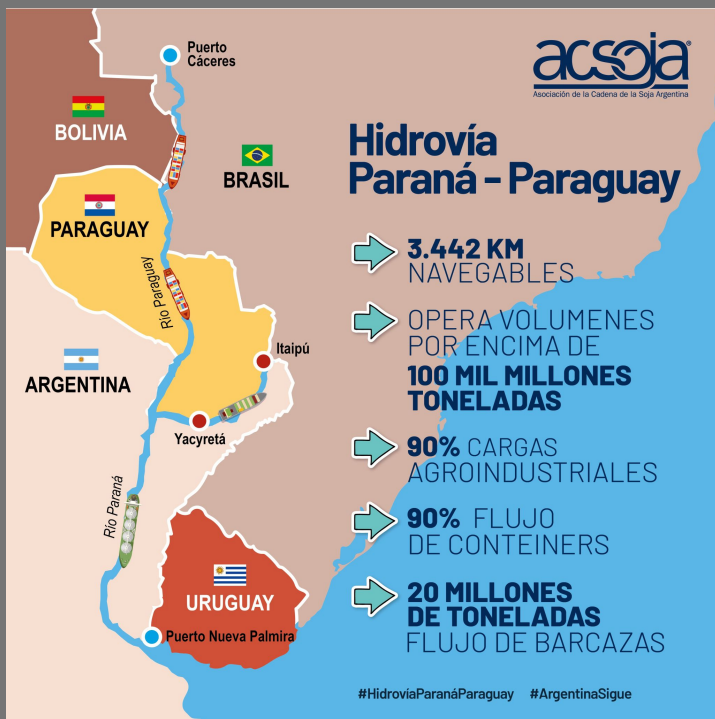 Puerto
Cáceres
BOLIVIA
BRASIL
PARAGUAY
Río Paraguay
Itaipú
ARGENTINA
Yacyretá
Río Paraná
URUGUAY
Puerto Nueva Palmira
acsoja®
Asociación de la Cadena de la Soja Argentina
Hidrovía
Paraná - Paraguay
3.442 KM
NAVEGABLES
OPERA VOLUMENES
POR ENCIMA DE
100 MIL MILLONES
TONELADAS
90% CARGAS
AGROINDUSTRIALES
90% FLUJO
DE CONTEINERS
20 MILLONES
DE TONELADAS
FLUJO DE BARCAZAS
#HidrovíaParanáParaguay #ArgentinaSigue